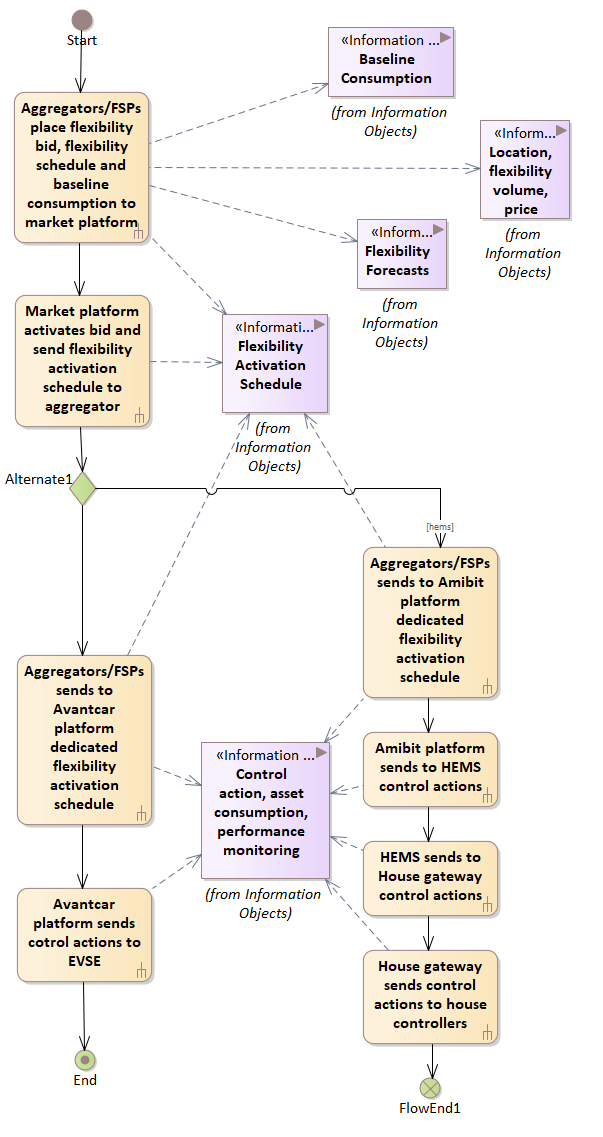 Start
Aggregators/FSPs
place flexibility
bid, flexibility
schedule and
baseline
consumption to
market platform
«Information ...
Baseline
Consumption
(from Information
Objects)
«Inform...
Location,
flexibility
volume,
price
(from
Information
Objects)
«Inform...
Flexibility
Forecasts
(from
Information
Objects)
Market platform
activates bid and
send flexibility
activation
schedule to
aggregator
«Informati...
Flexibility
Activation
Schedule
(from
Information
Objects)
Alternate1
[hems]
Aggregators/FSPs
sends to Amibit
platform
dedicated
flexibility
activation
schedule
Aggregators/FSPs
sends to
Avantcar
platform
dedicated
flexibility
activation
schedule
«Information ...
Control
action, asset
consumption,
performance
monitoring
(from Information
Objects)
Amibit platform
sends to HEMS
control actions
HEMS sends to
House gateway
control actions
Avantcar
platform sends
cotrol actions to
EVSE
House gateway
sends control
actions to house
controllers
End
FlowEnd1